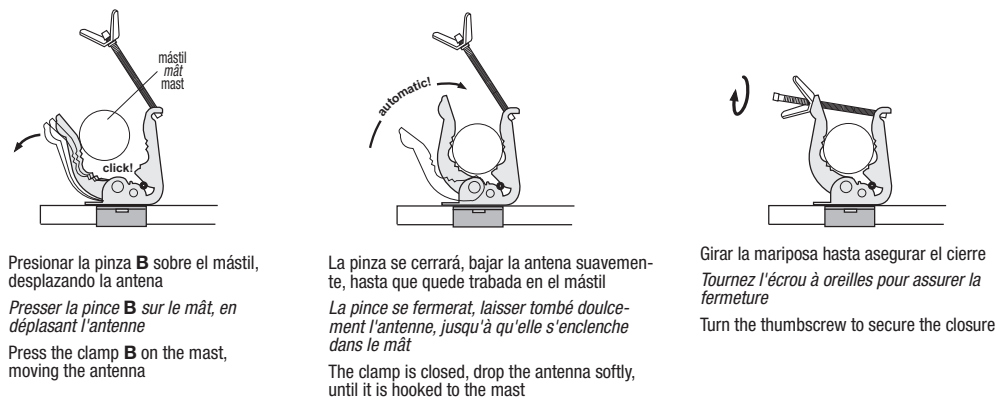 mástil
mât
mast
click!
Presionar la pinza B sobre el mástil,
desplazando la antena
Presser la pince B sur le mât, en
déplasant l'antenne
Press the clamp B on the mast,
moving the antenna
automatic!
La pinza se cerrará, bajar la antena suavemen-
te, hasta que quede trabada en el mástil
La pince se fermerat, laisser tombé doulce-
ment l'antenne, jusqu'à qu'elle s'enclenche
dans le mât
The clamp is closed, drop the antenna softly,
until it is hooked to the mast
Girar la mariposa hasta asegurar el cierre
Tournez l'écrou à oreilles pour assurer la
fermeture
Turn the thumbscrew to secure the closure